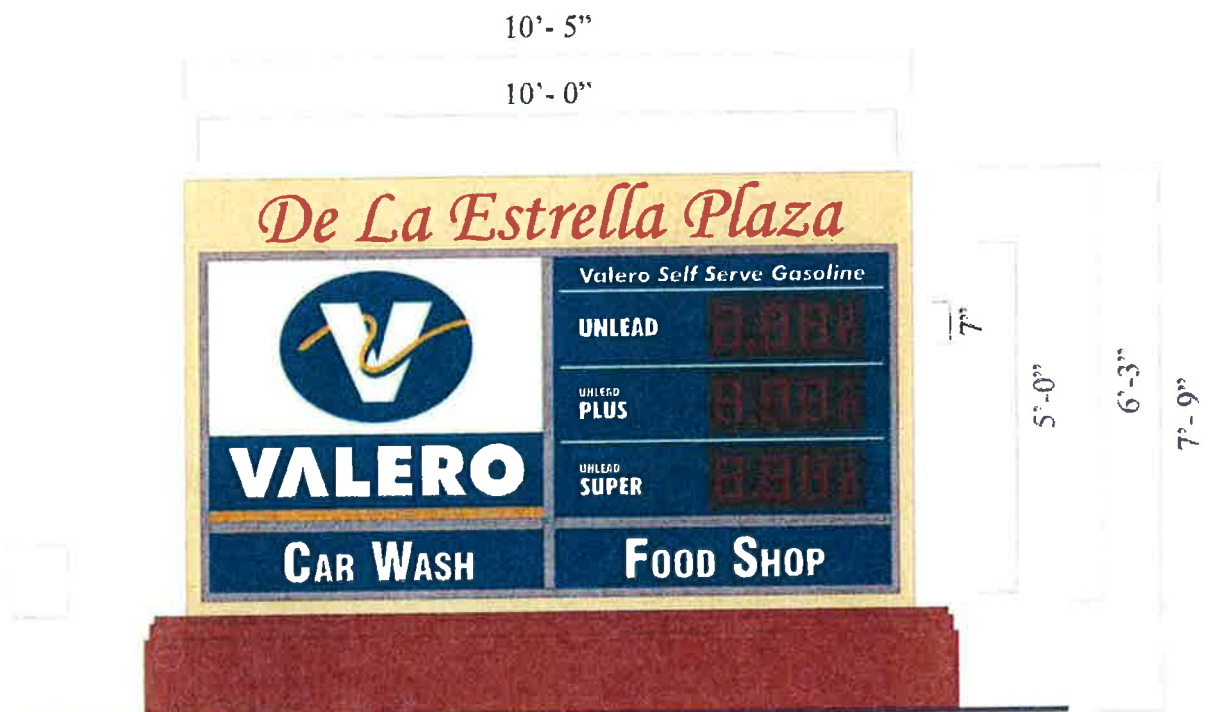 10'- 5"
10'- 0"
De La Estrella Plaza
Valero Self Serve Gasoline
UNLEAD
7"
UNLEAD
PLUS
5'-0"
6'-3"
7'- 9"
V
VALERO
UNLEAD
SUPER
CAR WASH
FOOD SHOP